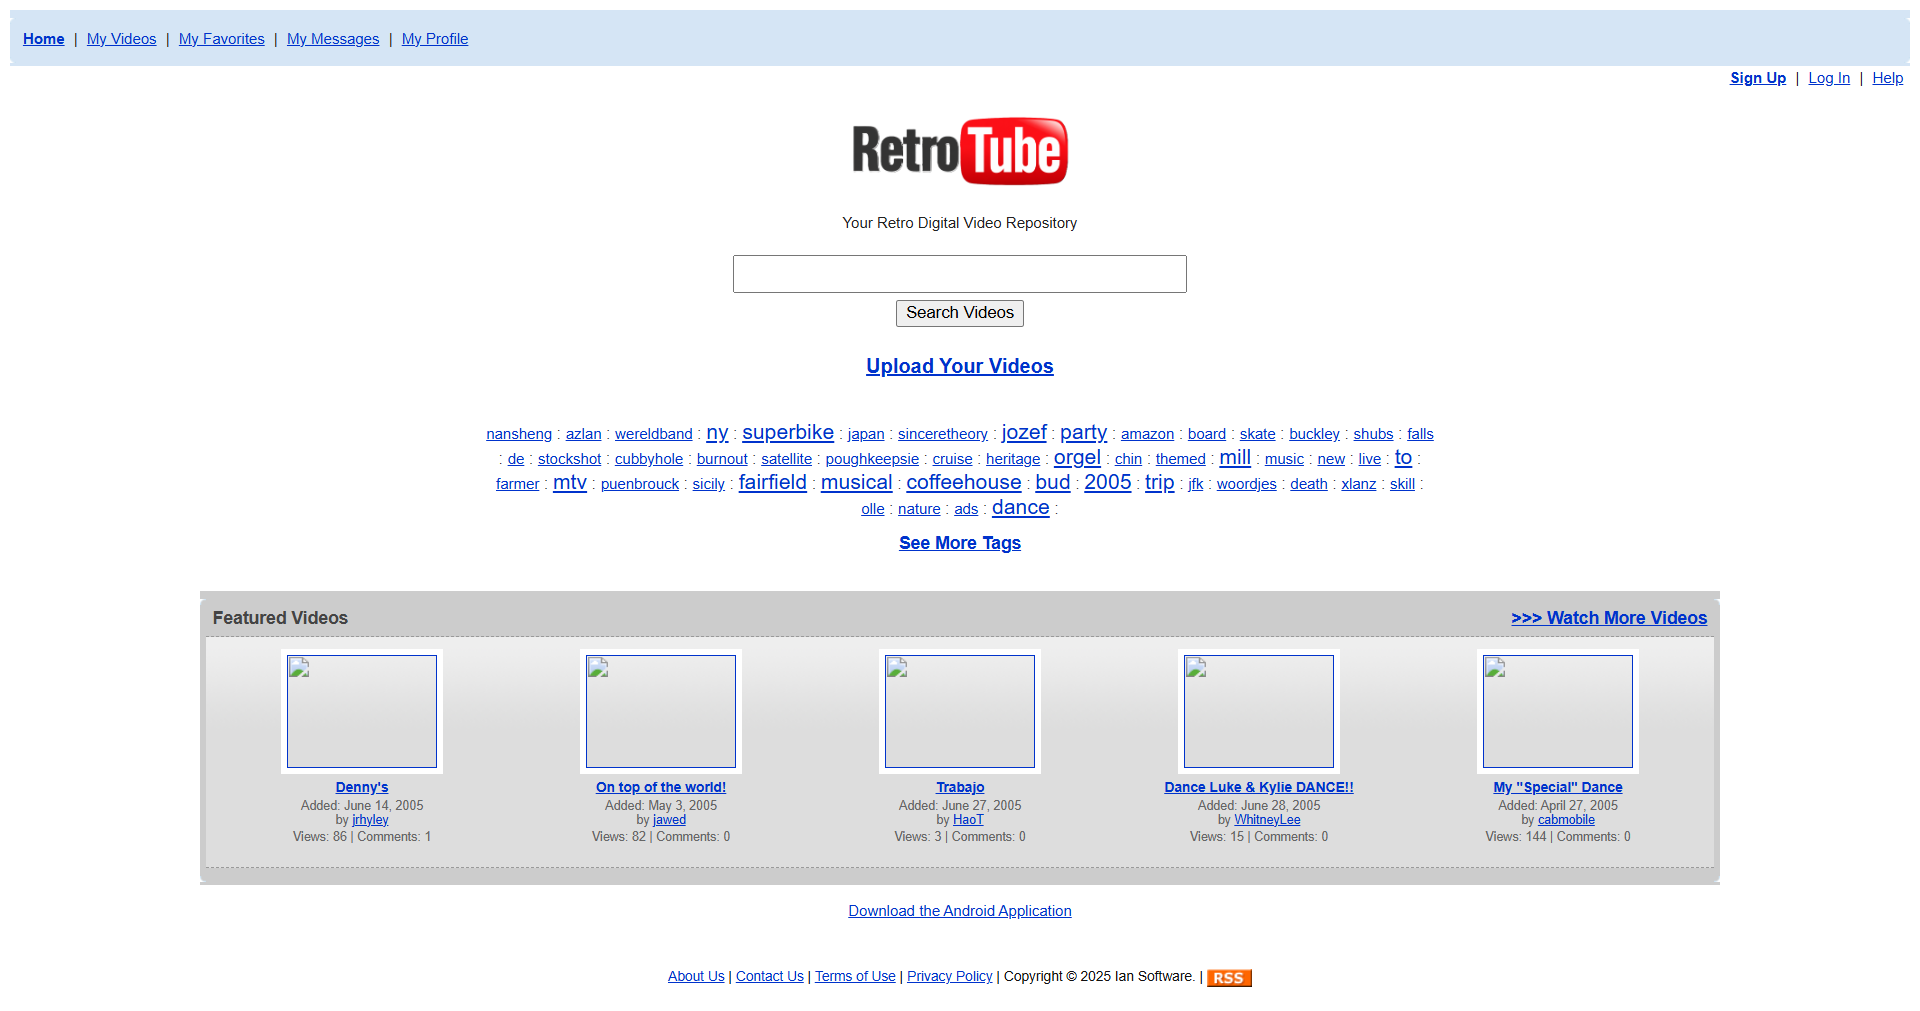 Home | My Videos | My Favorites | My Messages | My Profile
Sign Up | Log In | Help
RetroTube
Your Retro Digital Video Repository
Search Videos
Upload Your Videos
nansheng : azlan : wereldband : ny : superbike : japan : sinceretheory : jozef : party : amazon : board : skate : buckley : shubs : falls
: de : stockshot : cubbyhole : burnout : satellite : poughkeepsie : cruise : heritage : orgel : chin : themed : mill : music : new : live : to :
farmer : mtv : puenbrouck : sicily : fairfield : musical : coffeehouse : bud : 2005 : trip : jfk : woordjes : death : xlanz : skill :
olle : nature : ads : dance :
See More Tags
Featured Videos >>> Watch More Videos
Denny's
Added: June 14, 2005
by jrhyley
Views: 86 | Comments: 1
On top of the world!
Added: May 3, 2005
by jawed
Views: 82 | Comments: 0
Trabajo
Added: June 27, 2005
by HaoT
Views: 3 | Comments: 0
Dance Luke & Kylie DANCE!!
Added: June 28, 2005
by WhitneyLee
Views: 15 | Comments: 0
My "Special" Dance
Added: April 27, 2005
by cabmobile
Views: 144 | Comments: 0
Download the Android Application
About Us | Contact Us | Terms of Use | Privacy Policy | Copyright © 2025 Ian Software. | RSS